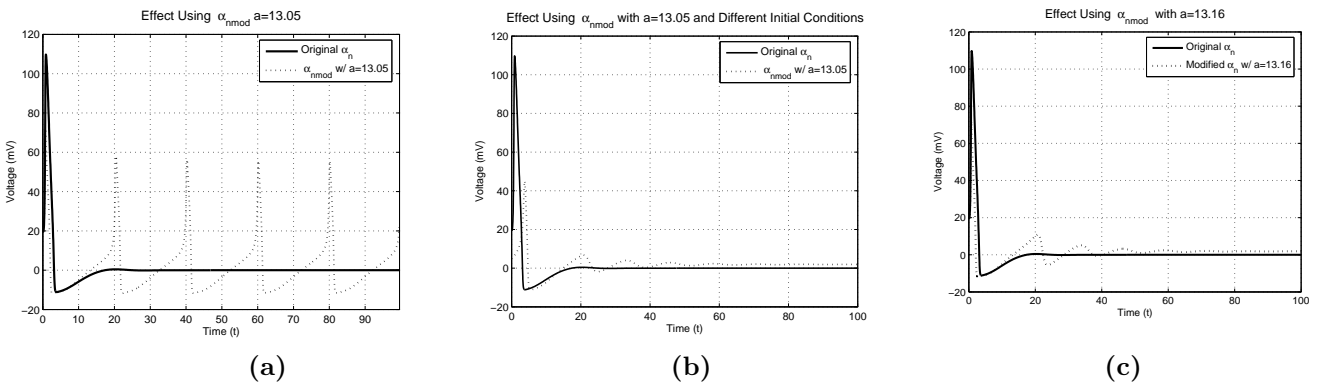 Effect Using α_nmod a=13.05
Original α_n
α_nmod w/ a=13.05
Voltage (mV)
120
100
80
60
40
20
0
−20
0 10 20 30 40 50 60 70 80 90
Time (t)
(a)
Effect Using α_nmod with a=13.05 and Different Initial Conditions
Original α_n
α_nmod w/ a=13.05
Voltage (mV)
120
100
80
60
40
20
0
−20
0 20 40 60 80 100
Time (t)
(b)
Effect Using α_nmod with a=13.16
Original α_n
Modified α_n w/ a=13.16
Voltage (mV)
120
100
80
60
40
20
0
−20
0 20 40 60 80 100
Time (t)
(c)